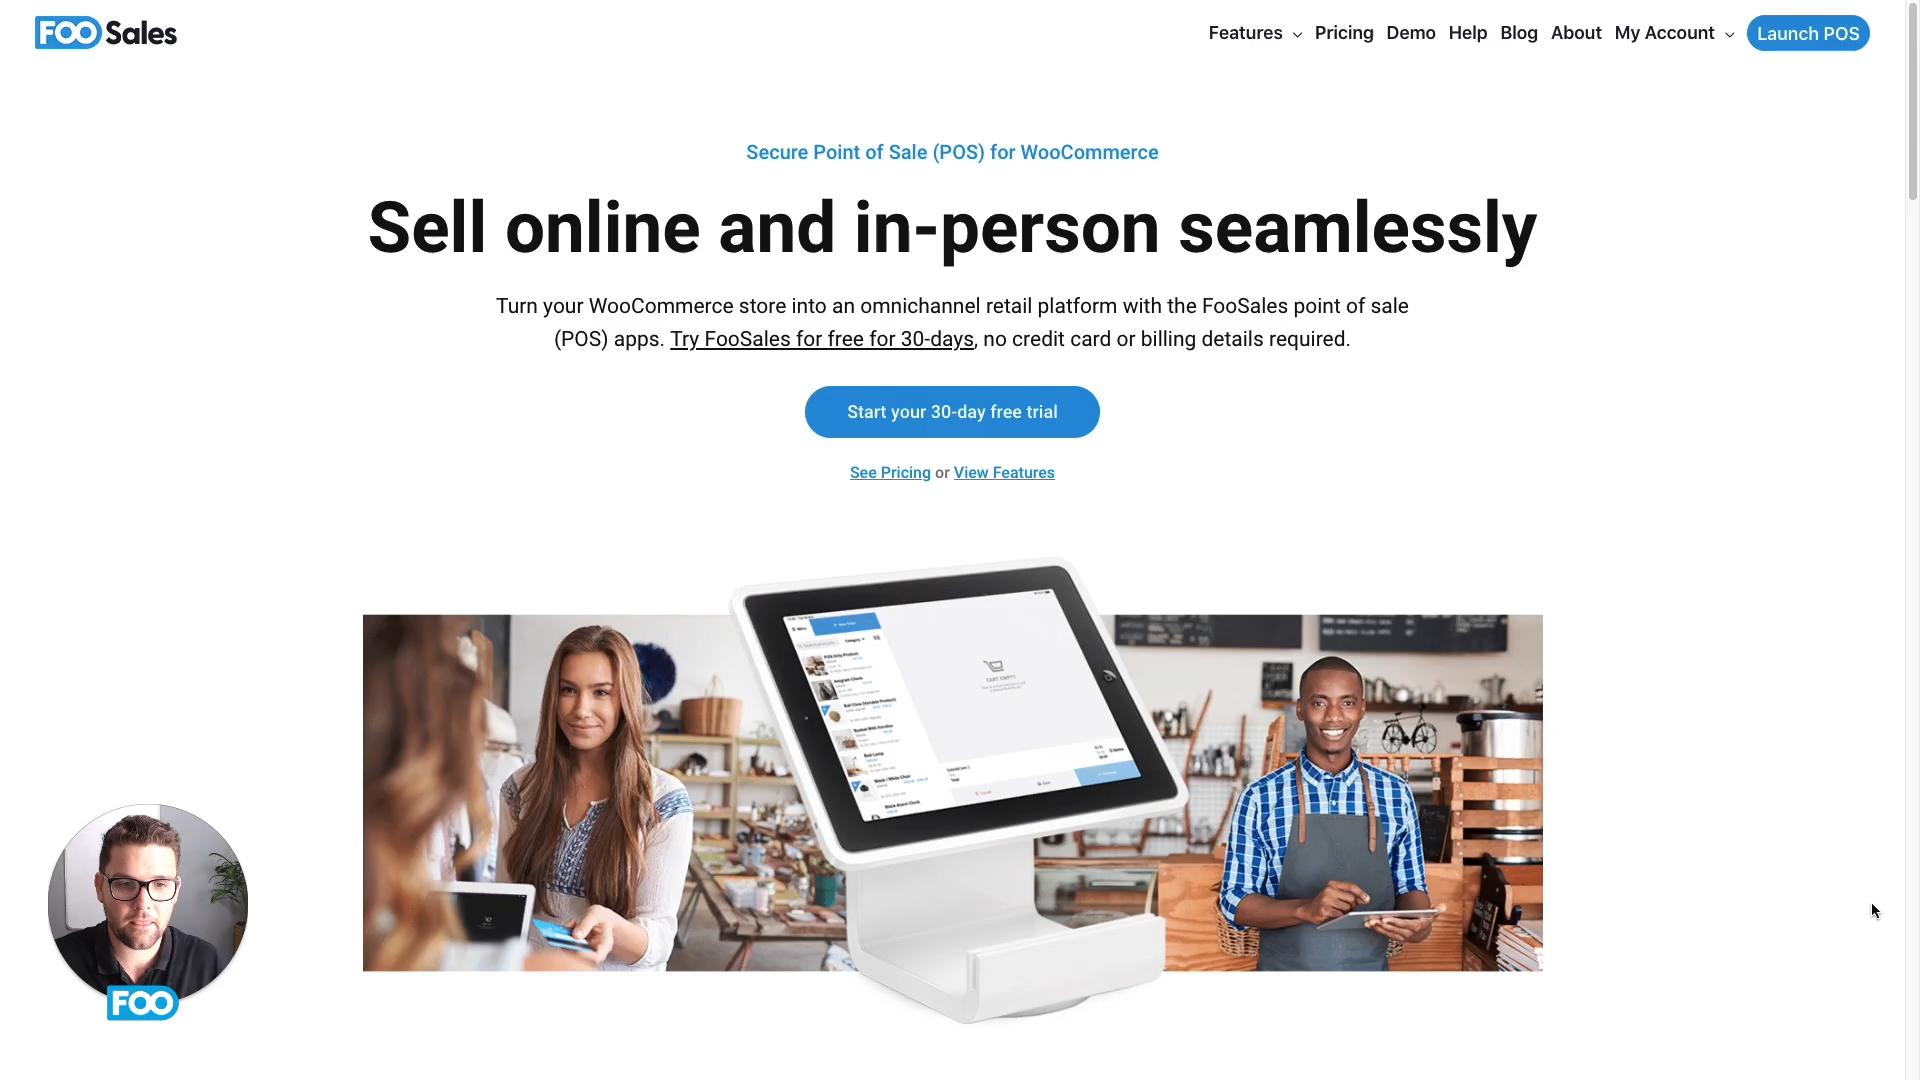 FOO Sales
Features Pricing Demo Help Blog About My Account Launch POS
Secure Point of Sale (POS) for WooCommerce
Sell online and in-person seamlessly
Turn your WooCommerce store into an omnichannel retail platform with the FooSales point of sale
(POS) apps. Try FooSales for free for 30-days, no credit card or billing details required.
Start your 30-day free trial
See Pricing or View Features
CART EMPTY
FOO